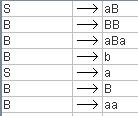 S → aB
B → BB
B → aBa
B → b
S → a
B → B
B → aa